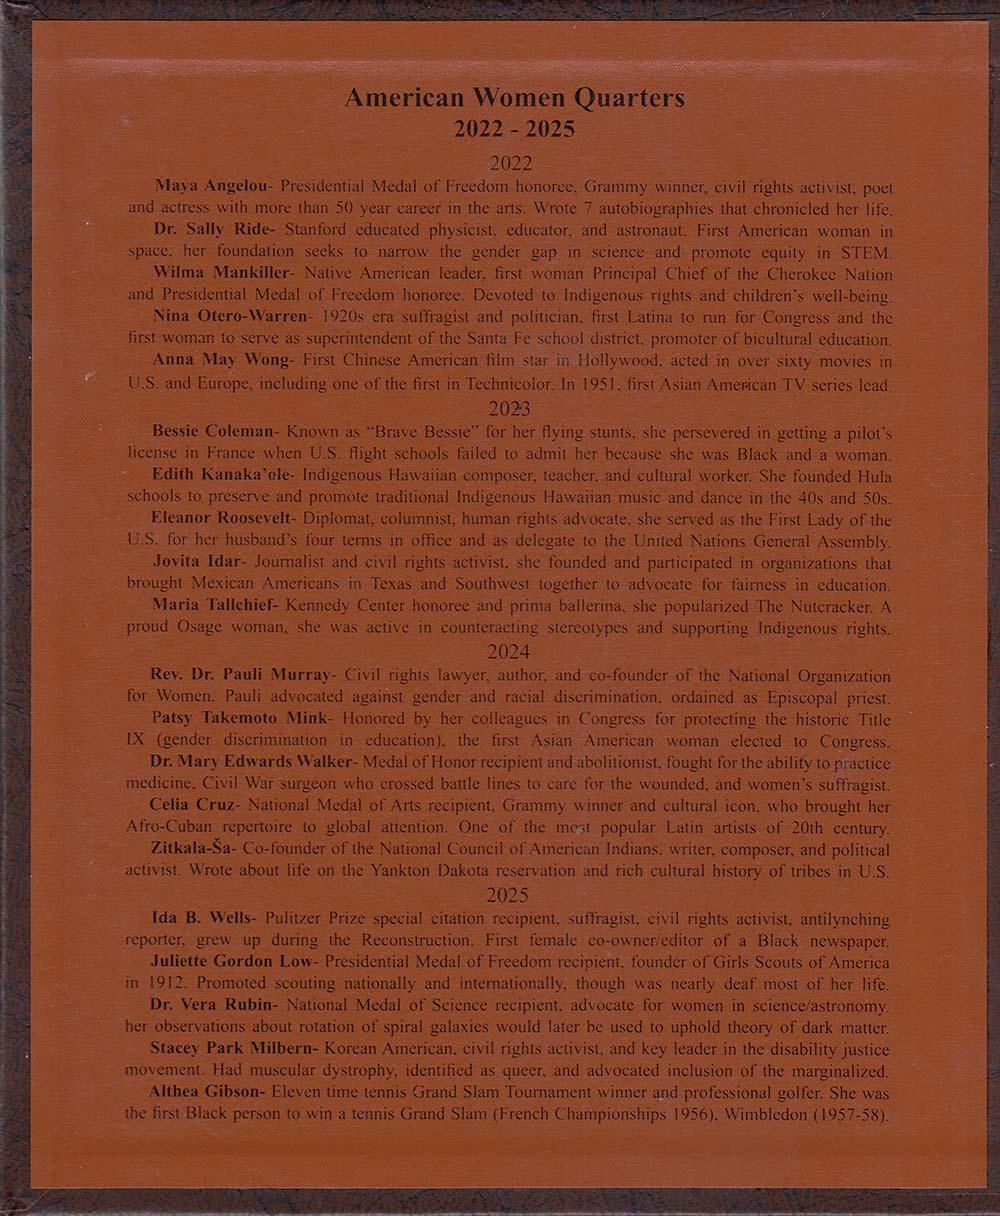 American Women Quarters
2022 - 2025
2022
Maya Angelou- Presidential Medal of Freedom honoree, Grammy winner, civil rights activist, poet
and actress with more than 50 year career in the arts. Wrote 7 autobiographies that chronicled her life.
Dr. Sally Ride- Stanford educated physicist, educator, and astronaut. First American woman in
space, her foundation seeks to narrow the gender gap in science and promote equity in STEM.
Wilma Mankiller- Native American leader, first woman Principal Chief of the Cherokee Nation
and Presidential Medal of Freedom honoree. Devoted to Indigenous rights and children's well-being.
Nina Otero-Warren- 1920s era suffragist and politician, first Latina to run for Congress and the
first woman to serve as superintendent of the Santa Fe school district, promoter of bicultural education.
Anna May Wong- First Chinese American film star in Hollywood, acted in over sixty movies in
U.S. and Europe, including one of the first in Technicolor. In 1951, first Asian American TV series lead.
2023
Bessie Coleman- Known as “Brave Bessie” for her flying stunts, she persevered in getting a pilot's
license in France when U.S. flight schools failed to admit her because she was Black and a woman.
Edith Kanaka'ole- Indigenous Hawaiian composer, teacher, and cultural worker. She founded Hula
schools to preserve and promote traditional Indigenous Hawaiian music and dance in the 40s and 50s.
Eleanor Roosevelt- Diplomat, columnist, human rights advocate, she served as the First Lady of the
U.S. for her husband's four terms in office and as delegate to the United Nations General Assembly.
Jovita Idar- Journalist and civil rights activist, she founded and participated in organizations that
brought Mexican Americans in Texas and Southwest together to advocate for fairness in education.
Maria Tallchief- Kennedy Center honoree and prima ballerina, she popularized The Nutcracker. A
proud Osage woman, she was active in counteracting stereotypes and supporting Indigenous rights.
2024
Rev. Dr. Pauli Murray- Civil rights lawyer, author, and co-founder of the National Organization
for Women. Pauli advocated against gender and racial discrimination, ordained as Episcopal priest.
Patsy Takemoto Mink- Honored by her colleagues in Congress for protecting the historic Title
IX (gender discrimination in education), the first Asian American woman elected to Congress.
Dr. Mary Edwards Walker- Medal of Honor recipient and abolitionist, fought for the ability to practice
medicine, Civil War surgeon who crossed battle lines to care for the wounded, and women's suffragist.
Celia Cruz- National Medal of Arts recipient, Grammy winner and cultural icon, who brought her
Afro-Cuban repertoire to global attention. One of the most popular Latin artists of 20th century.
Zitkala-Ša- Co-founder of the National Council of American Indians, writer, composer, and political
activist. Wrote about life on the Yankton Dakota reservation and rich cultural history of tribes in U.S.
2025
Ida B. Wells- Pulitzer Prize special citation recipient, suffragist, civil rights activist, antilynching
reporter, grew up during the Reconstruction. First female co-owner/editor of a Black newspaper.
Juliette Gordon Low- Presidential Medal of Freedom recipient, founder of Girls Scouts of America
in 1912. Promoted scouting nationally and internationally, though was nearly deaf most of her life.
Dr. Vera Rubin- National Medal of Science recipient, advocate for women in science/astronomy.
her observations about rotation of spiral galaxies would later be used to uphold theory of dark matter.
Stacey Park Milbern- Korean American, civil rights activist, and key leader in the disability justice
movement. Had muscular dystrophy, identified as queer, and advocated inclusion of the marginalized.
Althea Gibson- Eleven time tennis Grand Slam Tournament winner and professional golfer. She was
the first Black person to win a tennis Grand Slam (French Championships 1956), Wimbledon (1957-58).